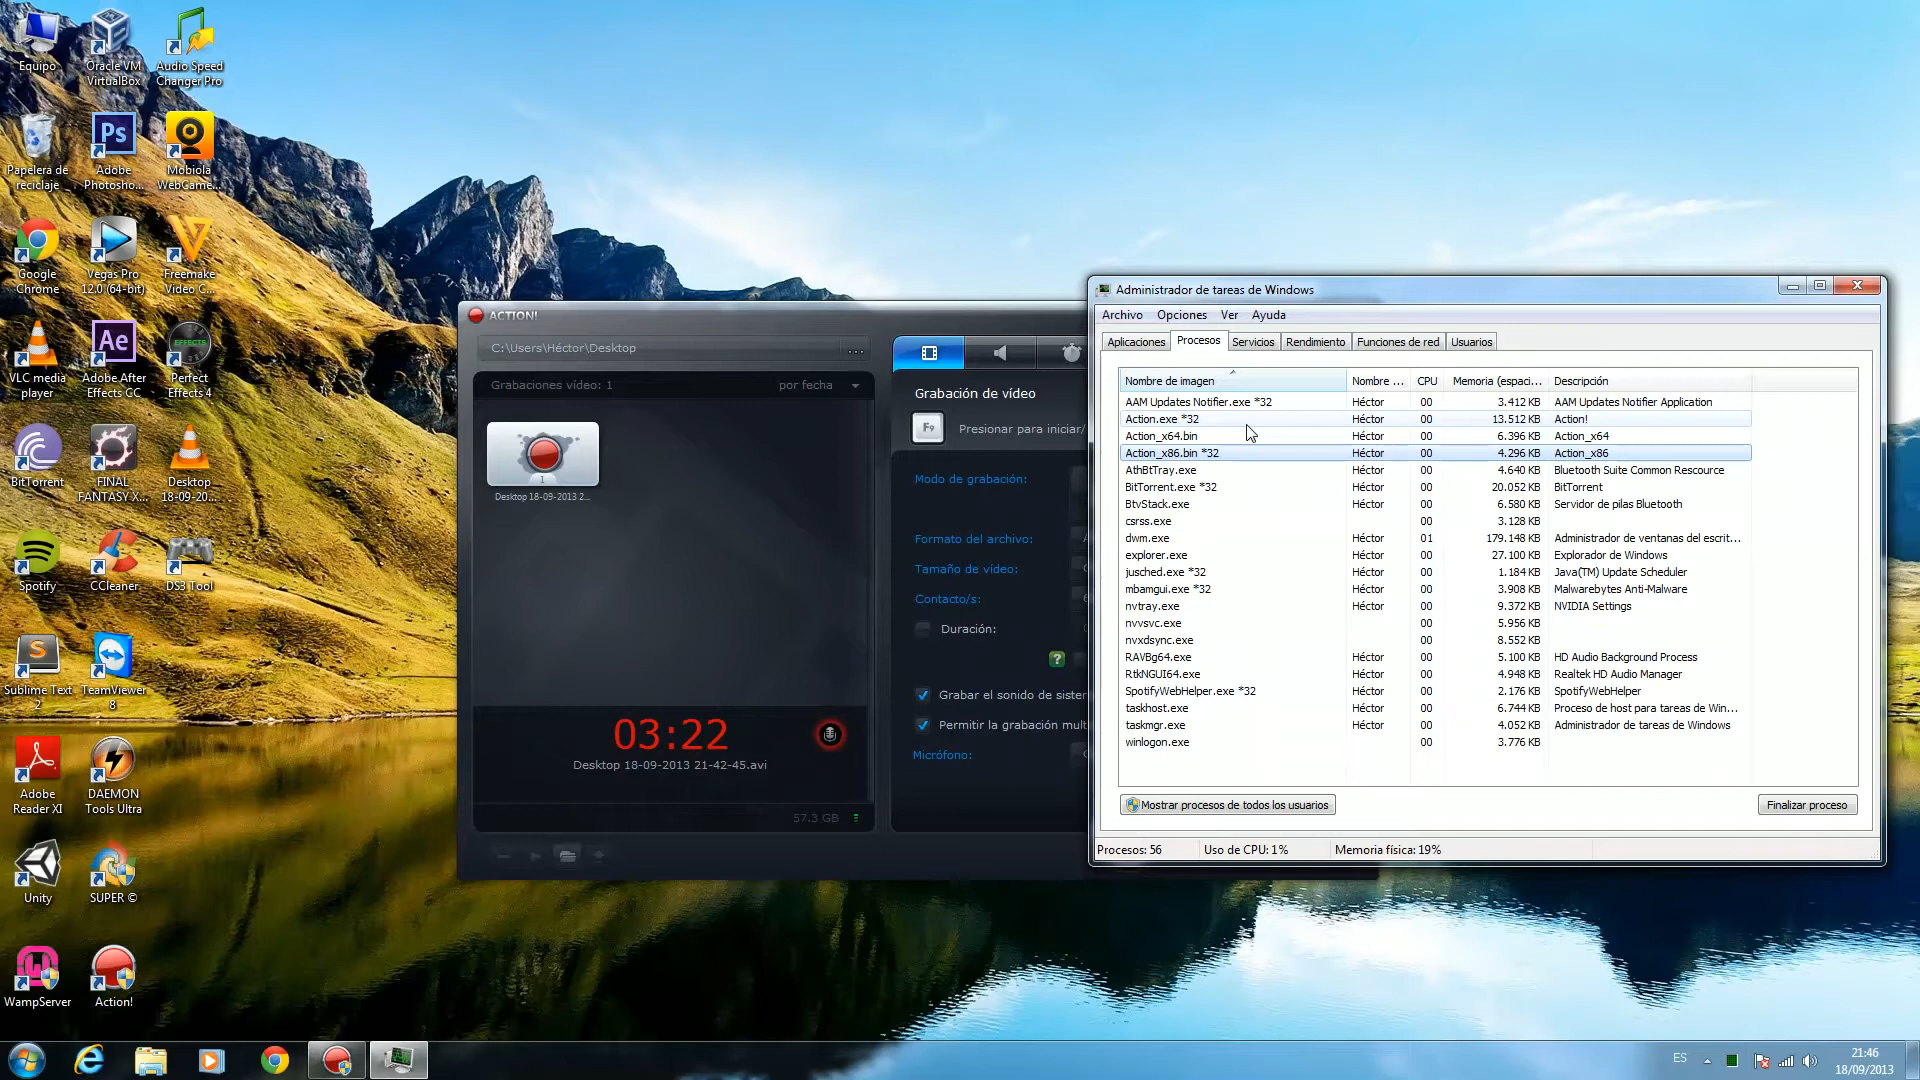 Equipo
Oracle VM
VirtualBox
Audio Speed
Changer Pro
Papelera de
reciclaje
Adobe
Photosho...
Mobiola
WebCame...
Google
Chrome
Vegas Pro
12.0 (64-bit)
Freemake
Video C...
VLC media
player
Adobe After
Effects CC
Perfect
Effects 4
BitTorrent
FINAL
FANTASY X...
Desktop
18-09-20...
Spotify
CCleaner
DS3 Tool
Sublime Text
2
TeamViewer
8
Adobe
Reader XI
DAEMON
Tools Ultra
Unity
SUPER ©
WampServer
Action!
ACTION!
C:\Users\Héctor\Desktop
...
Grabaciones vídeo: 1
por fecha
1
Desktop 18-09-2013 2...
03:22
Desktop 18-09-2013 21-42-45.avi
57.3 GB
Grabación de vídeo
F9
Presionar para iniciar/
Modo de grabación:
Formato del archivo:
Tamaño de vídeo:
Contacto/s:
Duración:
?
Grabar el sonido de sister
Permitir la grabación mult
Micrófono:
Administrador de tareas de Windows
Archivo Opciones Ver Ayuda
Aplicaciones Procesos Servicios Rendimiento Funciones de red Usuarios
Nombre de imagen Nombre ... CPU Memoria (espaci... Descripción
AAM Updates Notifier.exe *32 Héctor 00 3.412 KB AAM Updates Notifier Application
Action.exe *32 Héctor 00 13.512 KB Action!
Action_x64.bin Héctor 00 6.396 KB Action_x64
Action_x86.bin *32 Héctor 00 4.296 KB Action_x86
AthBtTray.exe Héctor 00 4.640 KB Bluetooth Suite Common Rescource
BitTorrent.exe *32 Héctor 00 20.052 KB BitTorrent
BtvStack.exe Héctor 00 6.580 KB Servidor de pilas Bluetooth
csrss.exe 00 3.128 KB
dwm.exe Héctor 01 179.148 KB Administrador de ventanas del escrit...
explorer.exe Héctor 00 27.100 KB Explorador de Windows
jusched.exe *32 Héctor 00 1.184 KB Java(TM) Update Scheduler
mbamgui.exe *32 Héctor 00 3.908 KB Malwarebytes Anti-Malware
nvtray.exe Héctor 00 9.372 KB NVIDIA Settings
nvvsvc.exe 00 5.956 KB
nvxdsync.exe 00 8.552 KB
RAVBg64.exe Héctor 00 5.100 KB HD Audio Background Process
RtkNGUI64.exe Héctor 00 4.948 KB Realtek HD Audio Manager
SpotifyWebHelper.exe *32 Héctor 00 2.176 KB SpotifyWebHelper
taskhost.exe Héctor 00 6.744 KB Proceso de host para tareas de Win...
taskmgr.exe Héctor 00 4.052 KB Administrador de tareas de Windows
winlogon.exe 00 3.776 KB
Mostrar procesos de todos los usuarios
Finalizar proceso
Procesos: 56 Uso de CPU: 1% Memoria física: 19%
ES
21:46
18/09/2013